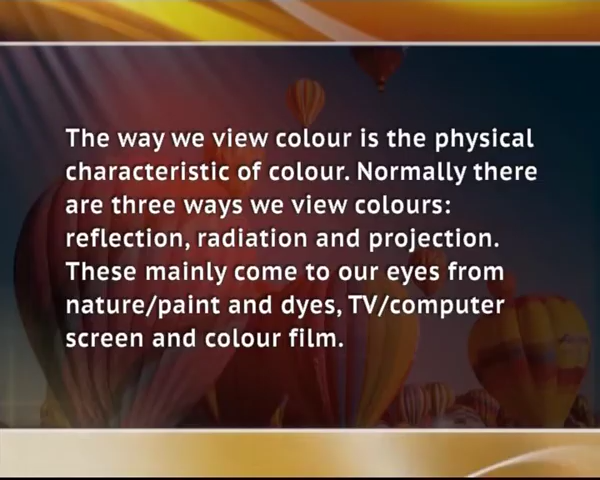 The way we view colour is the physical
characteristic of colour. Normally there
are three ways we view colours:
reflection, radiation and projection.
These mainly come to our eyes from
nature/paint and dyes, TV/computer
screen and colour film.